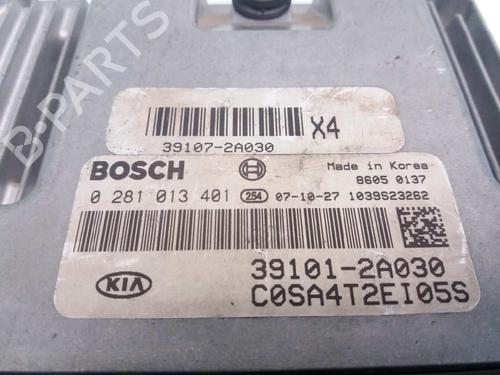 B-PARTS
39107-2A030
X4
BOSCH
Made in Korea
8605 0137
0 281 013 401 254 07-10-27 1039S23262
KIA
39101-2A030
C0SA4T2EI05S